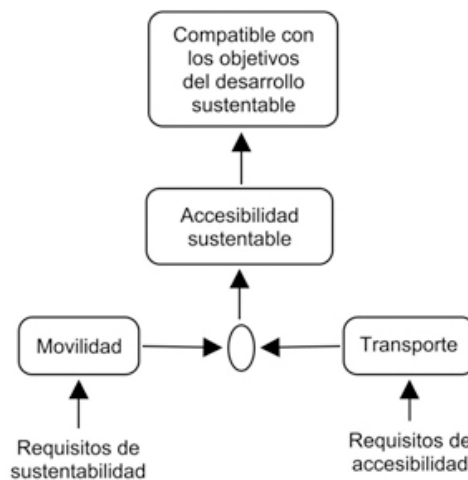 Compatible con
los objetivos
del desarrollo
sustentable
Accesibilidad
sustentable
Movilidad
Transporte
Requisitos de
sustentabilidad
Requisitos de
accesibilidad